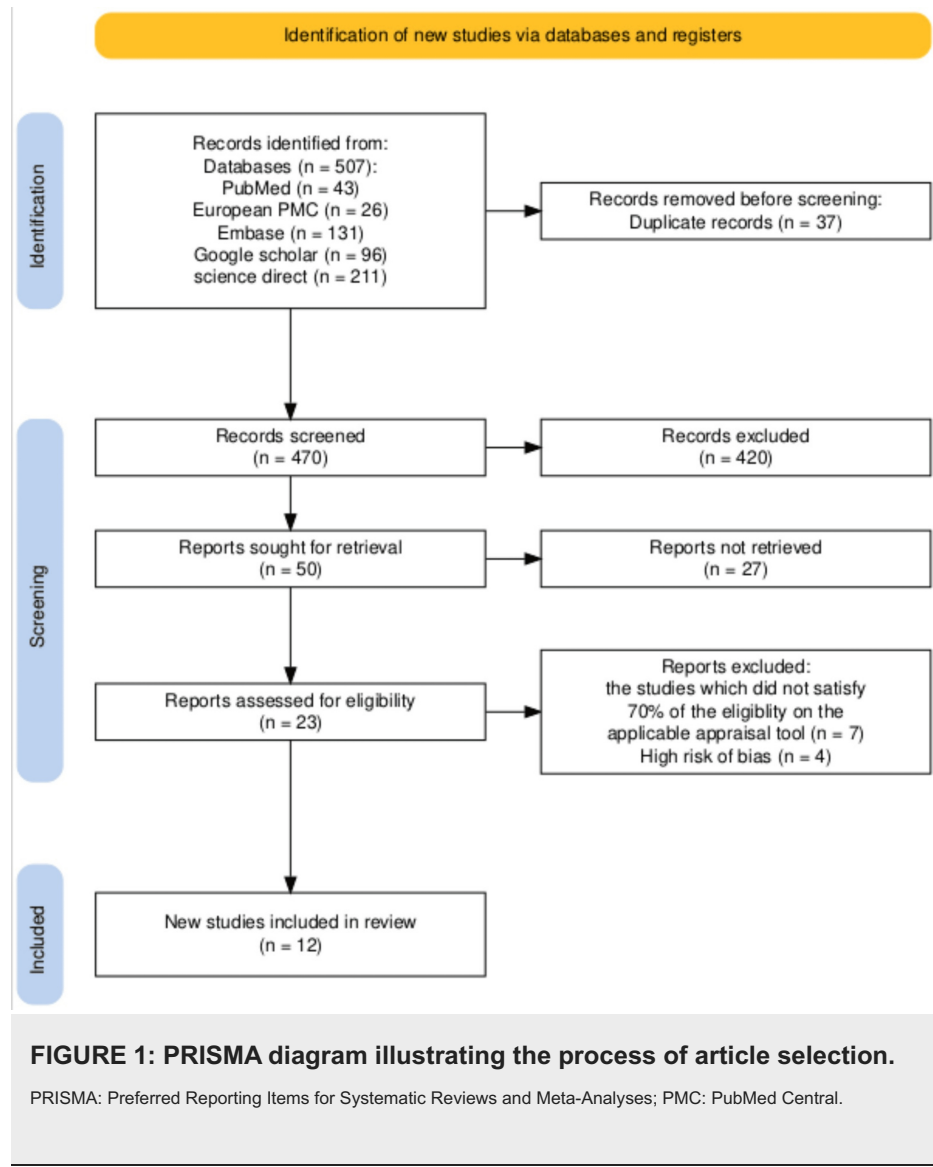 Identification of new studies via databases and registers
Identification
Records identified from:
Databases (n = 507):
PubMed (n = 43)
European PMC (n = 26)
Embase (n = 131)
Google scholar (n = 96)
science direct (n = 211)
Records removed before screening:
Duplicate records (n = 37)
Screening
Records screened
(n = 470)
Records excluded
(n = 420)
Reports sought for retrieval
(n = 50)
Reports not retrieved
(n = 27)
Reports assessed for eligibility
(n = 23)
Reports excluded:
the studies which did not satisfy
70% of the eligiblity on the
applicable appraisal tool (n = 7)
High risk of bias (n = 4)
Included
New studies included in review
(n = 12)
FIGURE 1: PRISMA diagram illustrating the process of article selection.
PRISMA: Preferred Reporting Items for Systematic Reviews and Meta-Analyses; PMC: PubMed Central.